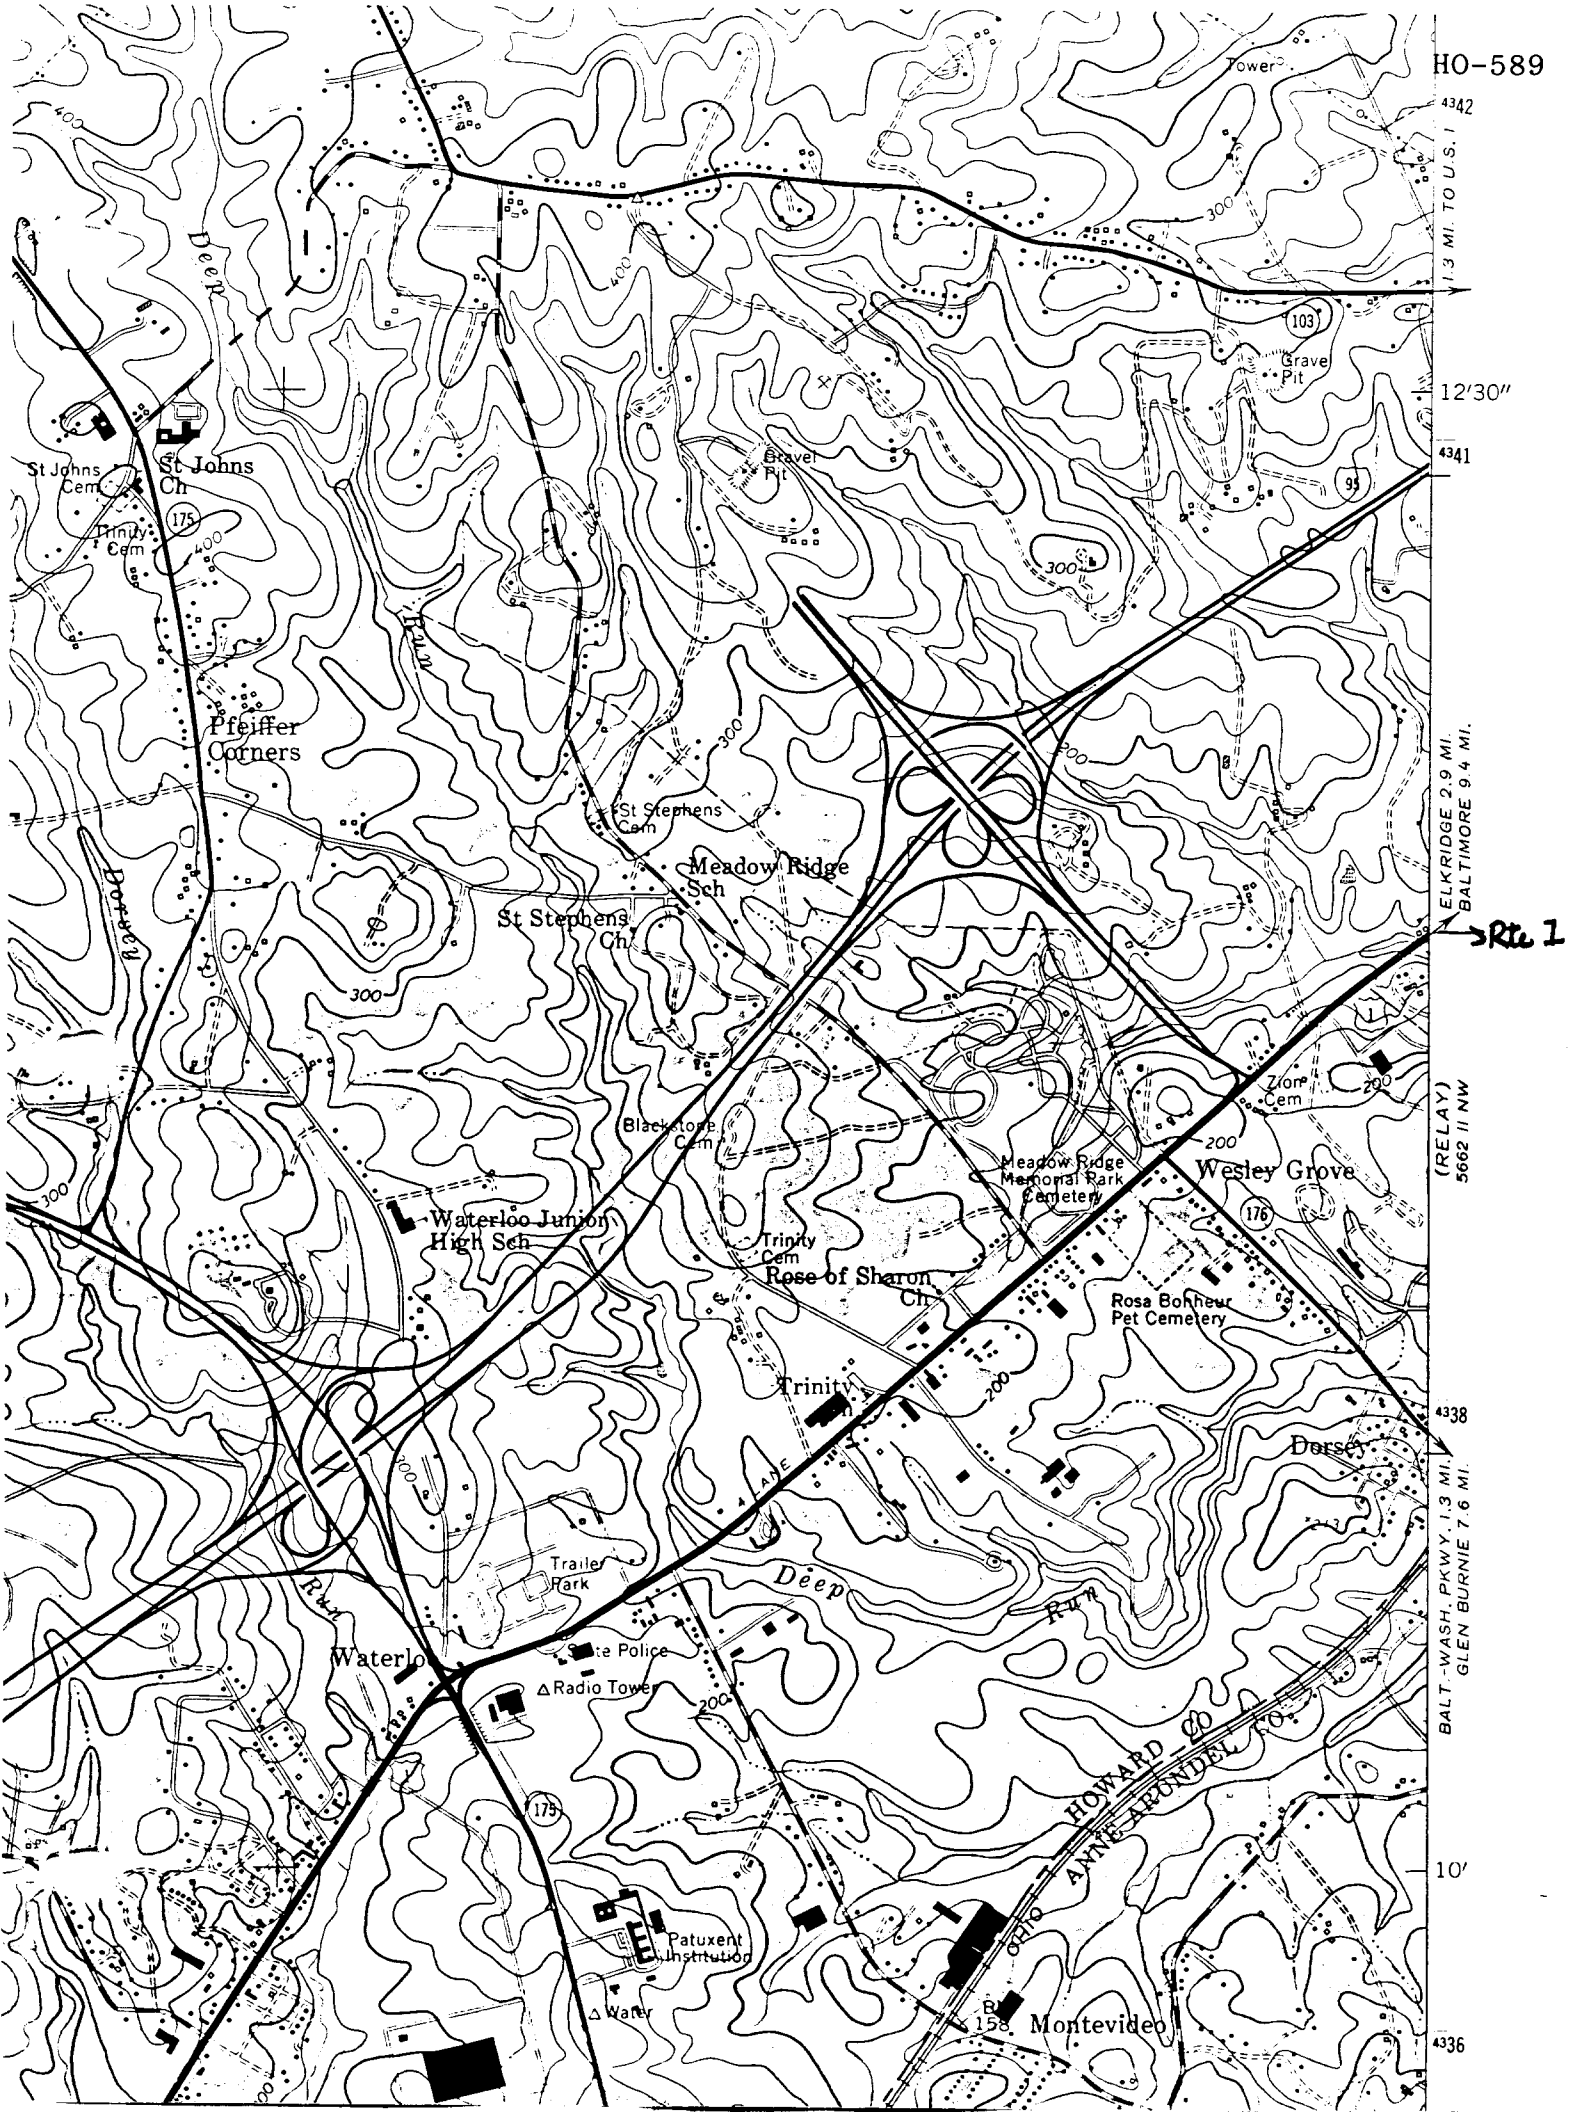 HO-589
Tower
4342
1.3 MI. TO U.S. 1
400
Deep
300
400
103
Grave
Pit
12'30"
4341
95
St Johns
Cem
St Johns
Ch
175
Trinity
Cem
400
Gravel
Pit
300
Run
Pfeiffer
Corners
300
200
ELKRIDGE 2.9 MI.
BALTIMORE 9.4 MI.
St Stephens
Cem
Meadow Ridge
Sch
Dorsey
St Stephens
Ch
Rte 1
300
Zion
Cem
200
(RELAY)
5662 II NW
Blackstone
Cem
200
Meadow Ridge
Memorial Park
Cemetery
Wesley Grove
300
176
Waterloo Junior
High Sch
Trinity
Cem
Rose of Sharon
Ch
Rosa Bonheur
Pet Cemetery
200
Trinity
4338
Dorsey
300
4 LANE
BALT.-WASH. PKWY. 1.3 MI.
GLEN BURNIE 7.6 MI.
Trailer
Park
Deep
Run
Run
Waterloo
State Police
Radio Tower
200
HOWARD CO
ANNE ARUNDEL CO
175
10'
OHIO
Patuxent
Institution
Water
BM
158
Montevideo
4336